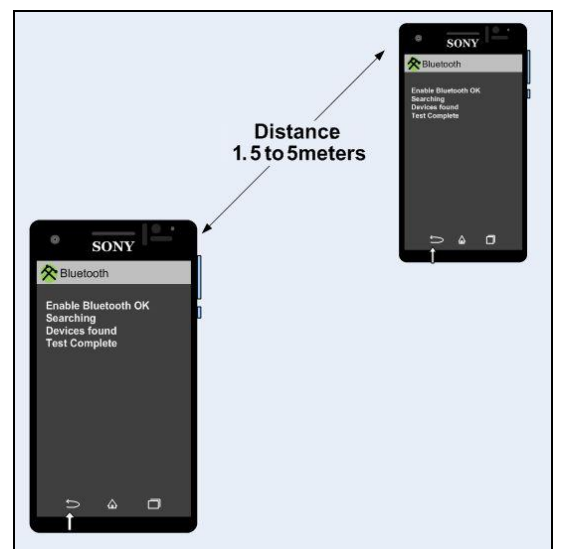 SONY
Bluetooth
Enable Bluetooth OK
Searching
Devices found
Test Complete
Distance
1.5 to 5meters
SONY
Bluetooth
Enable Bluetooth OK
Searching
Devices found
Test Complete